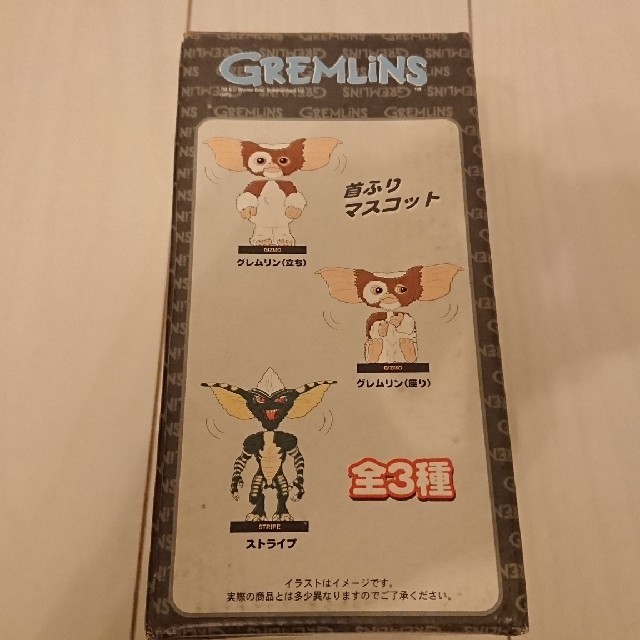 GREMLiNS
首ふり
マスコット
GIZMO
グレムリン(立ち)
GIZMO
グレムリン(座り)
STRIPE
ストライプ
全3種
イラストはイメージです。
実際の商品とは多少異なりますのでご了承ください。